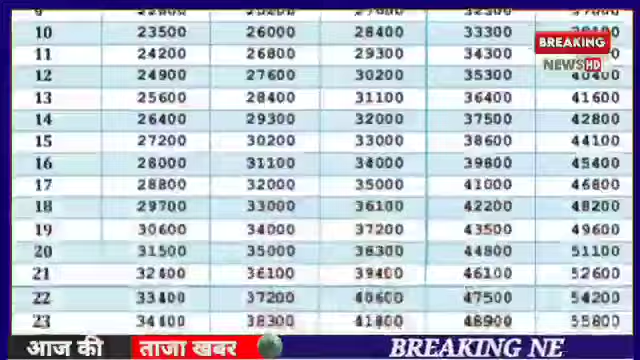 10 23500 26000 28400 33300
11 24200 26800 29300 34300
12 24900 27600 30200 35300 40400
13 25600 28400 31100 36400 41600
14 26400 29300 32000 37500 42800
15 27200 30200 33000 38600 44100
16 28000 31100 34000 39800 45400
17 28800 32000 35000 41000 46800
18 29700 33000 36100 42200 48200
19 30600 34000 37200 43500 49600
20 31500 35000 38300 44800 51100
21 32400 36100 39400 46100 52600
22 33400 37200 40600 47500 54200
23 34400 38300 41800 48900 55800
BREAKING
NEWS HD
आज की ताजा खबर BREAKING NE